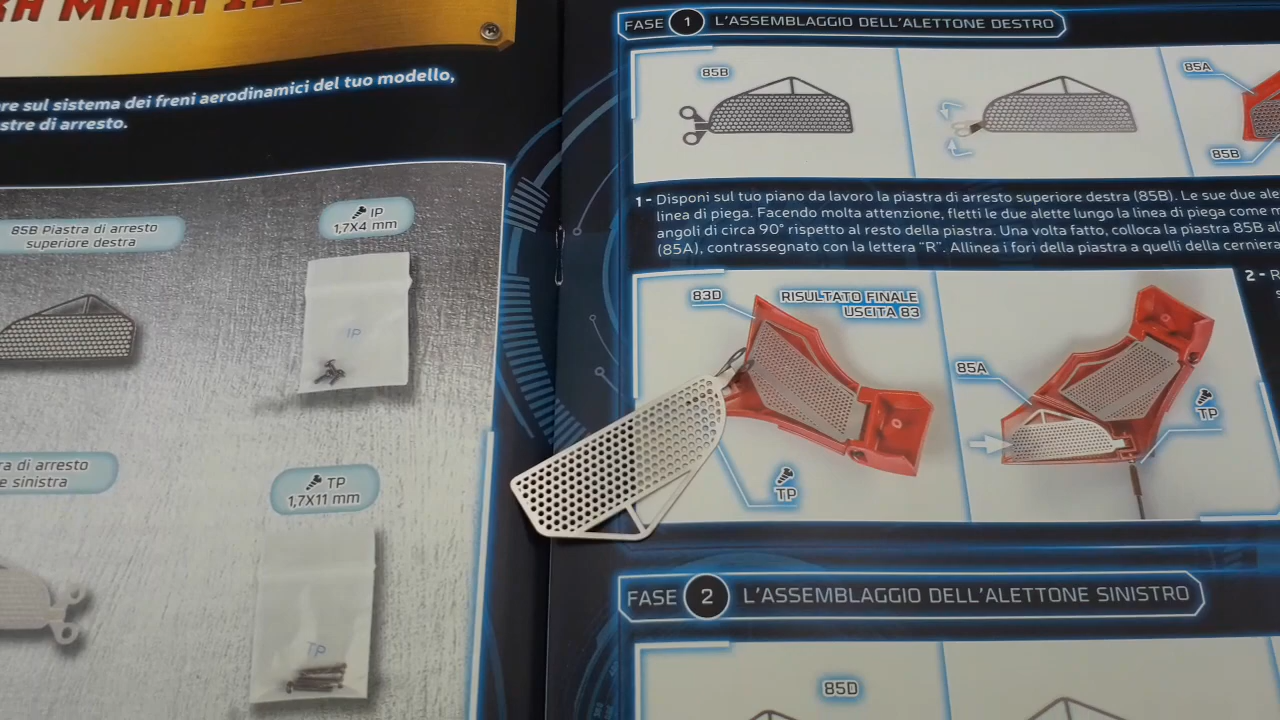 MARK III
re sul sistema dei freni aerodinamici del tuo modello,
stre di arresto.
85B Piastra di arresto
superiore destra
IP
1,7X4 mm
IP
ra di arresto
e sinistra
TP
1,7X11 mm
TP
FASE 1 L'ASSEMBLAGGIO DELL'ALETTONE DESTRO
85B
85A
85B
1 - Disponi sul tuo piano da lavoro la piastra di arresto superiore destra (85B). Le sue due ale
linea di piega. Facendo molta attenzione, fletti le due alette lungo la linea di piega come m
angoli di circa 90° rispetto al resto della piastra. Una volta fatto, colloca la piastra 85B al
(85A), contrassegnato con la lettera "R". Allinea i fori della piastra a quelli della cerniera
2 - R
83D
RISULTATO FINALE
USCITA 83
TP
85A
TP
FASE 2 L'ASSEMBLAGGIO DELL'ALETTONE SINISTRO
85D